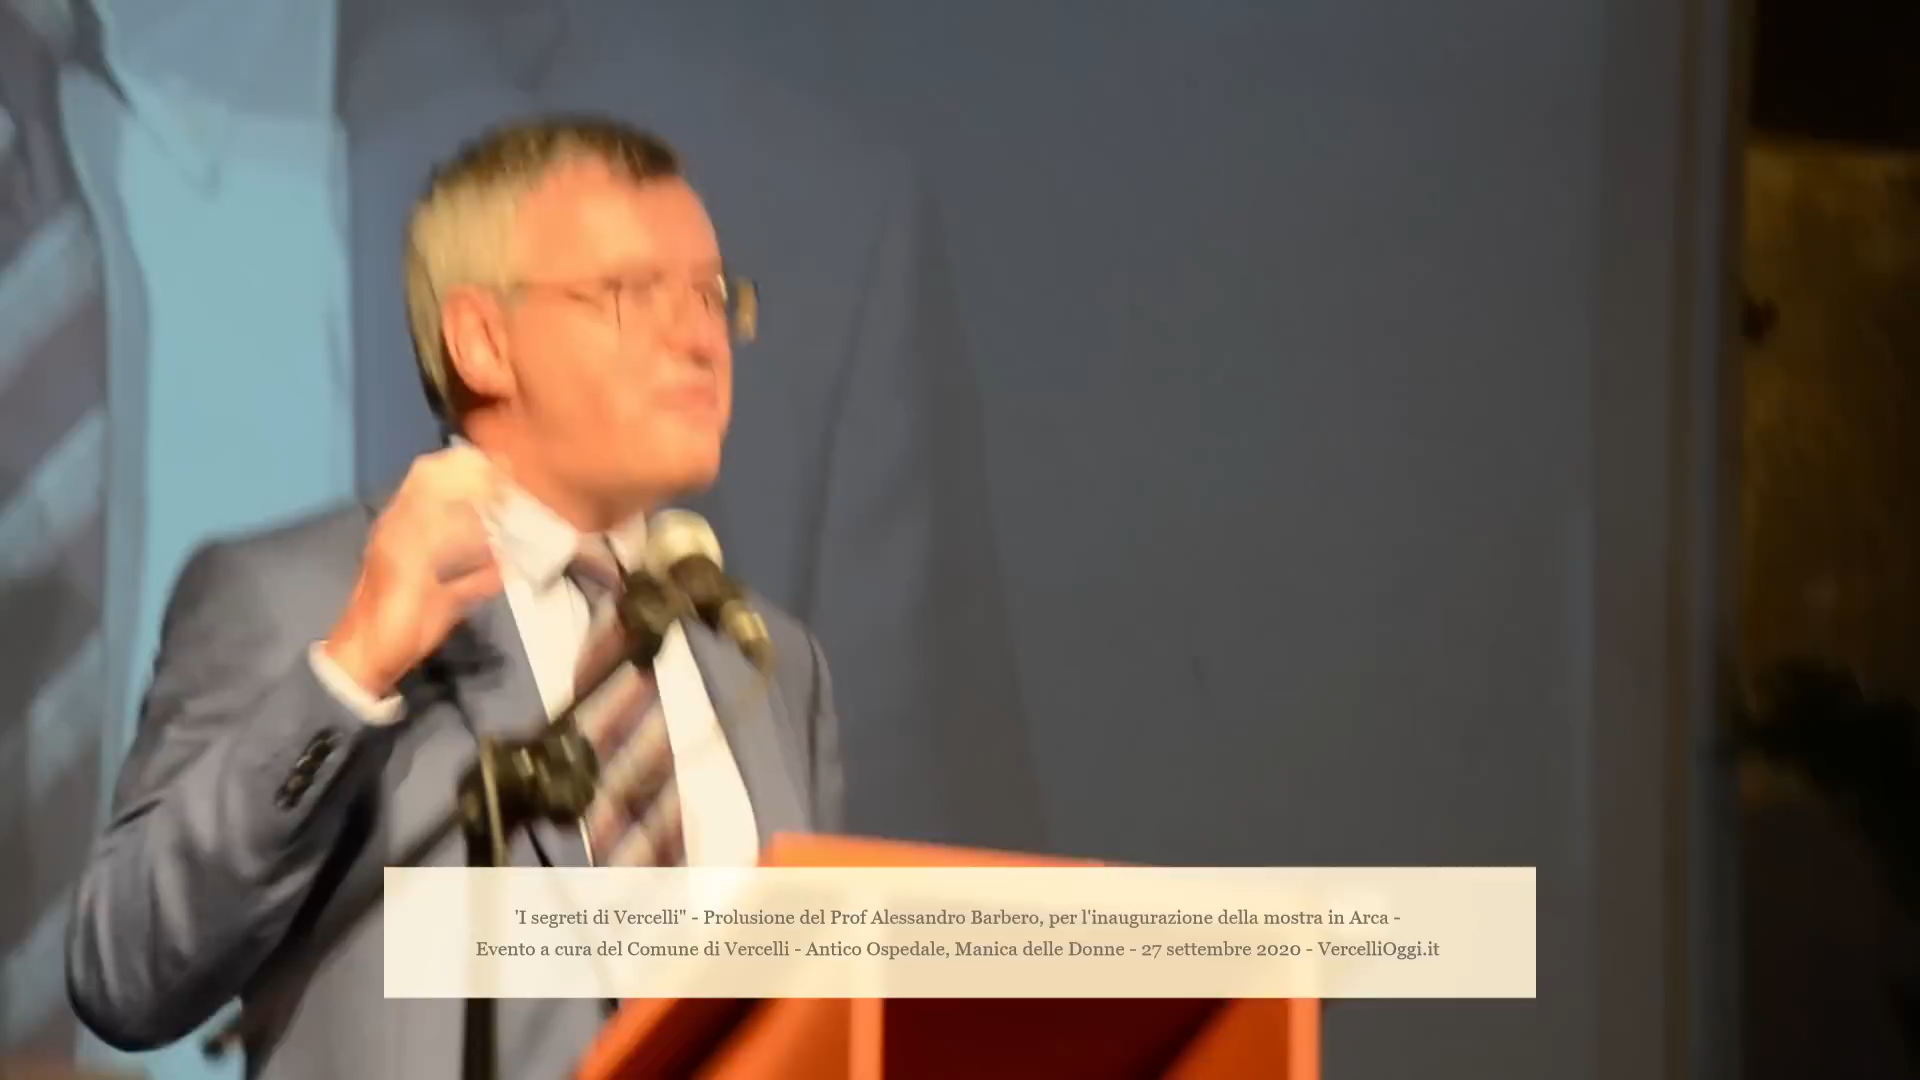 'I segreti di Vercelli" - Prolusione del Prof Alessandro Barbero, per l'inaugurazione della mostra in Arca -
Evento a cura del Comune di Vercelli - Antico Ospedale, Manica delle Donne - 27 settembre 2020 - VercelliOggi.it